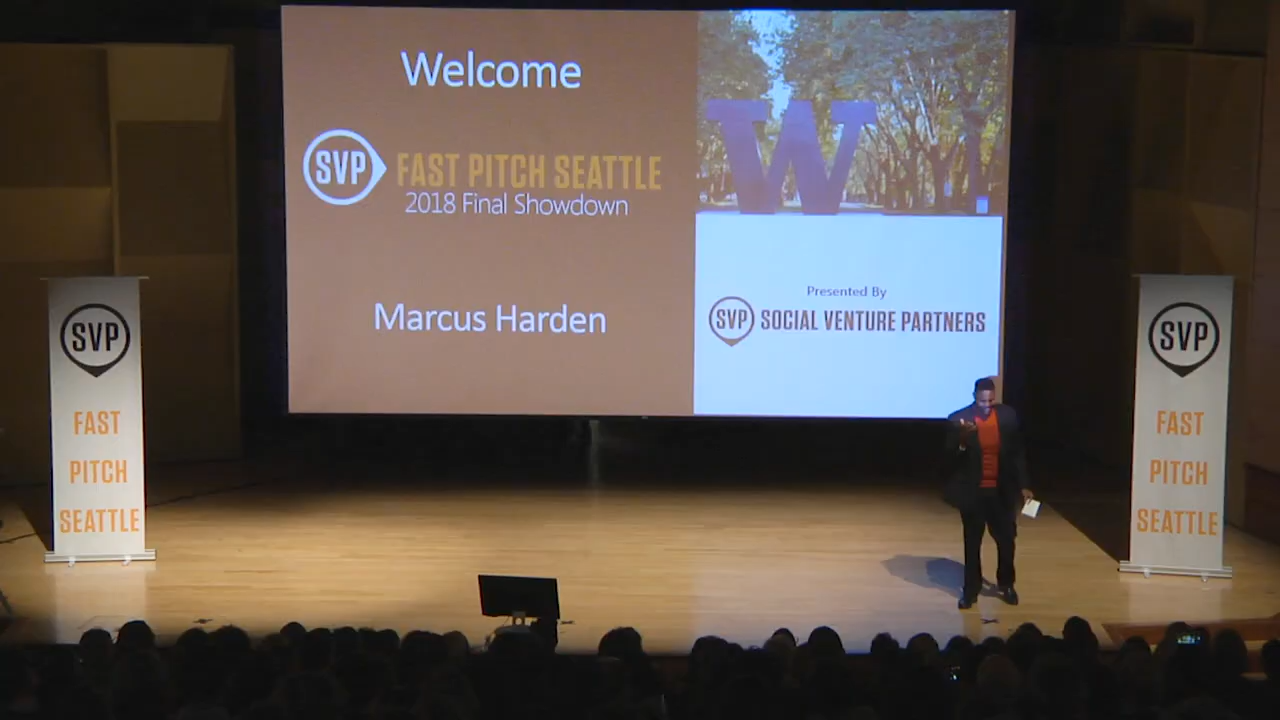 Welcome
SVP
FAST PITCH SEATTLE
2018 Final Showdown
Marcus Harden
W
Presented By
SVP SOCIAL VENTURE PARTNERS
SVP
FAST
PITCH
SEATTLE
SVP
FAST
PITCH
SEATTLE